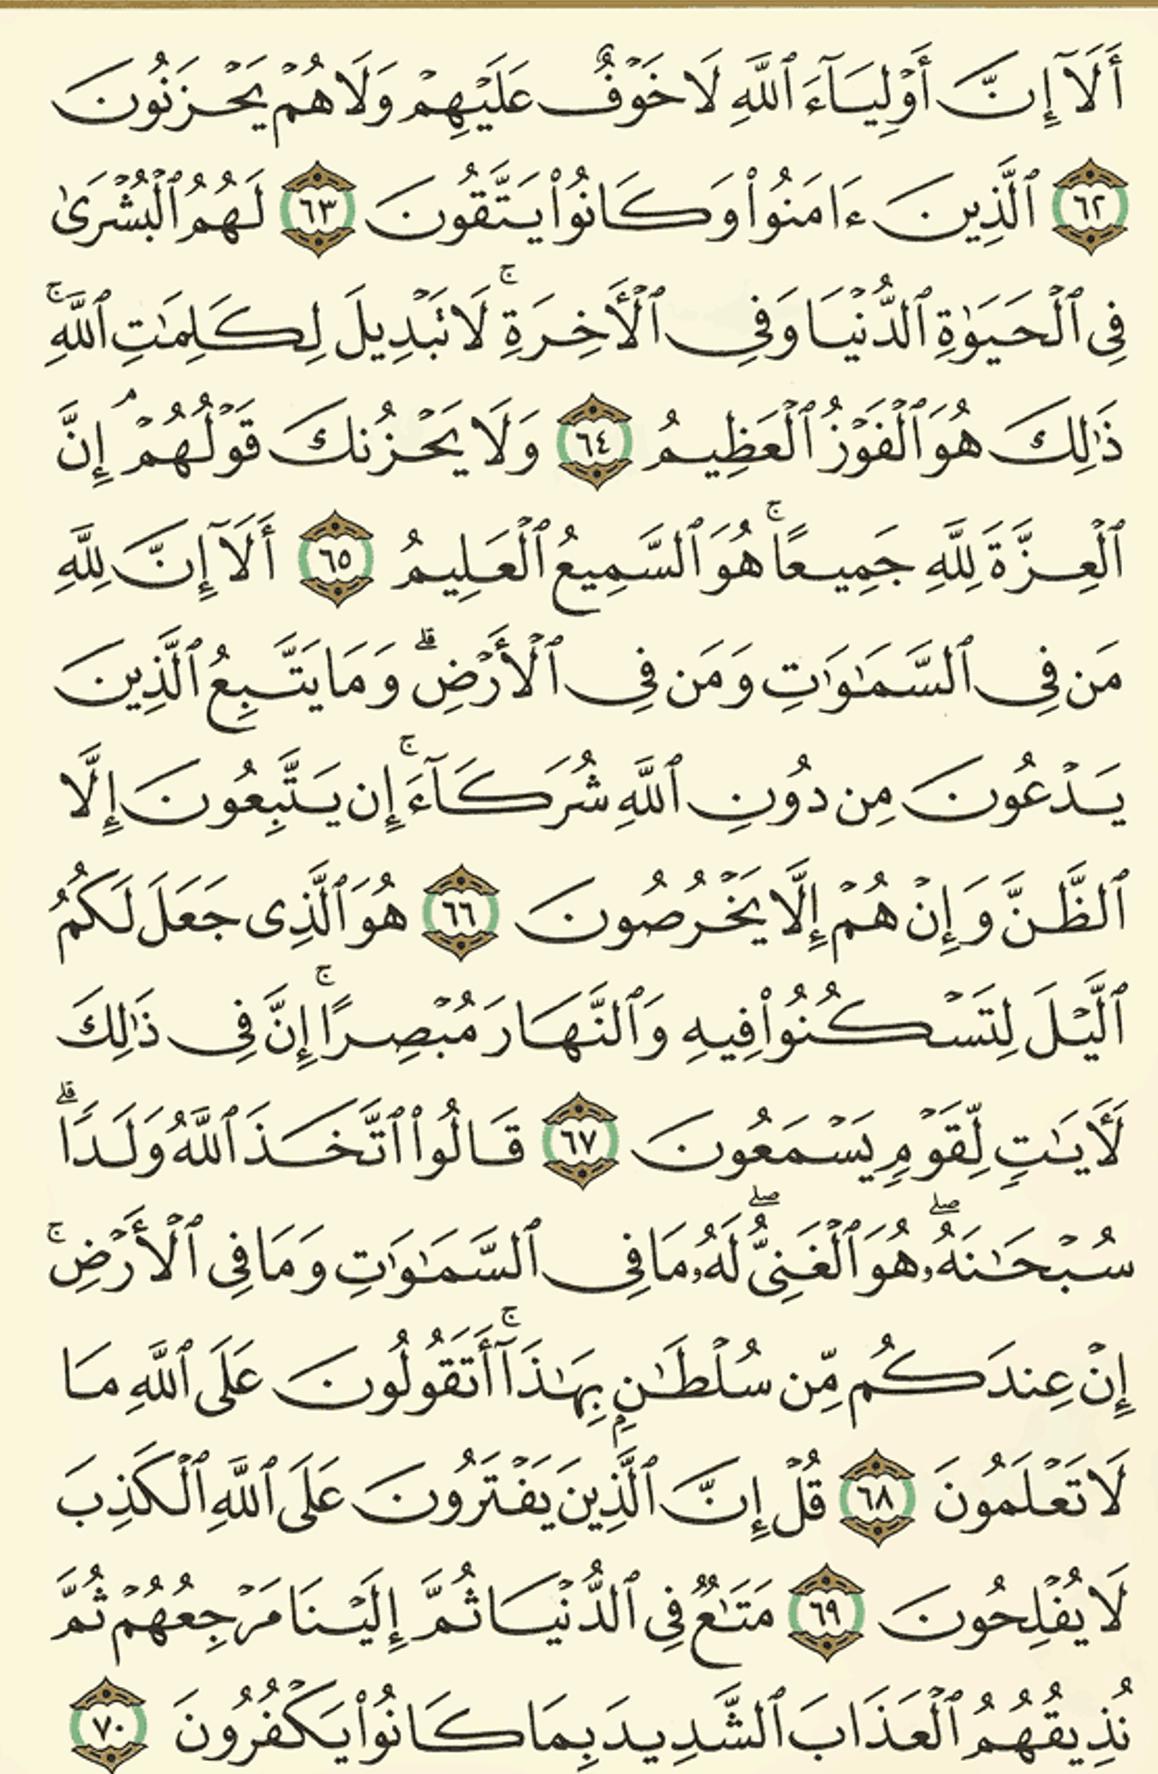 أَلَآ إِنَّ أَوْلِيَآءَ ٱللَّهِ لَا خَوْفٌ عَلَيْهِمْ وَلَا هُمْ يَحْزَنُونَ
٦٢ ٱلَّذِينَ ءَامَنُوا۟ وَكَانُوا۟ يَتَّقُونَ ٦٣ لَهُمُ ٱلْبُشْرَىٰ
فِى ٱلْحَيَوٰةِ ٱلدُّنْيَا وَفِى ٱلْأَخِرَةِ ۚ لَا تَبْدِيلَ لِكَلِمَٰتِ ٱللَّهِ ۚ
ذَٰلِكَ هُوَ ٱلْفَوْزُ ٱلْعَظِيمُ ٦٤ وَلَا يَحْزُنكَ قَوْلُهُمْ ۘ إِنَّ
ٱلْعِزَّةَ لِلَّهِ جَمِيعًا ۚ هُوَ ٱلسَّمِيعُ ٱلْعَلِيمُ ٦٥ أَلَآ إِنَّ لِلَّهِ
مَن فِى ٱلسَّمَٰوَٰتِ وَمَن فِى ٱلْأَرْضِ ۗ وَمَا يَتَّبِعُ ٱلَّذِينَ
يَدْعُونَ مِن دُونِ ٱللَّهِ شُرَكَآءَ ۚ إِن يَتَّبِعُونَ إِلَّا
ٱلظَّنَّ وَإِنْ هُمْ إِلَّا يَخْرُصُونَ ٦٦ هُوَ ٱلَّذِى جَعَلَ لَكُمُ
ٱلَّيْلَ لِتَسْكُنُوا۟ فِيهِ وَٱلنَّهَارَ مُبْصِرًا ۚ إِنَّ فِى ذَٰلِكَ
لَأَيَٰتٍ لِّقَوْمٍ يَسْمَعُونَ ٦٧ قَالُوا۟ ٱتَّخَذَ ٱللَّهُ وَلَدًا ۗ
سُبْحَٰنَهُۥ ۖ هُوَ ٱلْغَنِىُّ ۖ لَهُۥ مَا فِى ٱلسَّمَٰوَٰتِ وَمَا فِى ٱلْأَرْضِ ۚ
إِنْ عِندَكُم مِّن سُلْطَٰنٍۭ بِهَٰذَآ ۚ أَتَقُولُونَ عَلَى ٱللَّهِ مَا
لَا تَعْلَمُونَ ٦٨ قُلْ إِنَّ ٱلَّذِينَ يَفْتَرُونَ عَلَى ٱللَّهِ ٱلْكَذِبَ
لَا يُفْلِحُونَ ٦٩ مَتَٰعٌ فِى ٱلدُّنْيَا ثُمَّ إِلَيْنَا مَرْجِعُهُمْ ثُمَّ
نُذِيقُهُمُ ٱلْعَذَابَ ٱلشَّدِيدَ بِمَا كَانُوا۟ يَكْفُرُونَ ٧٠